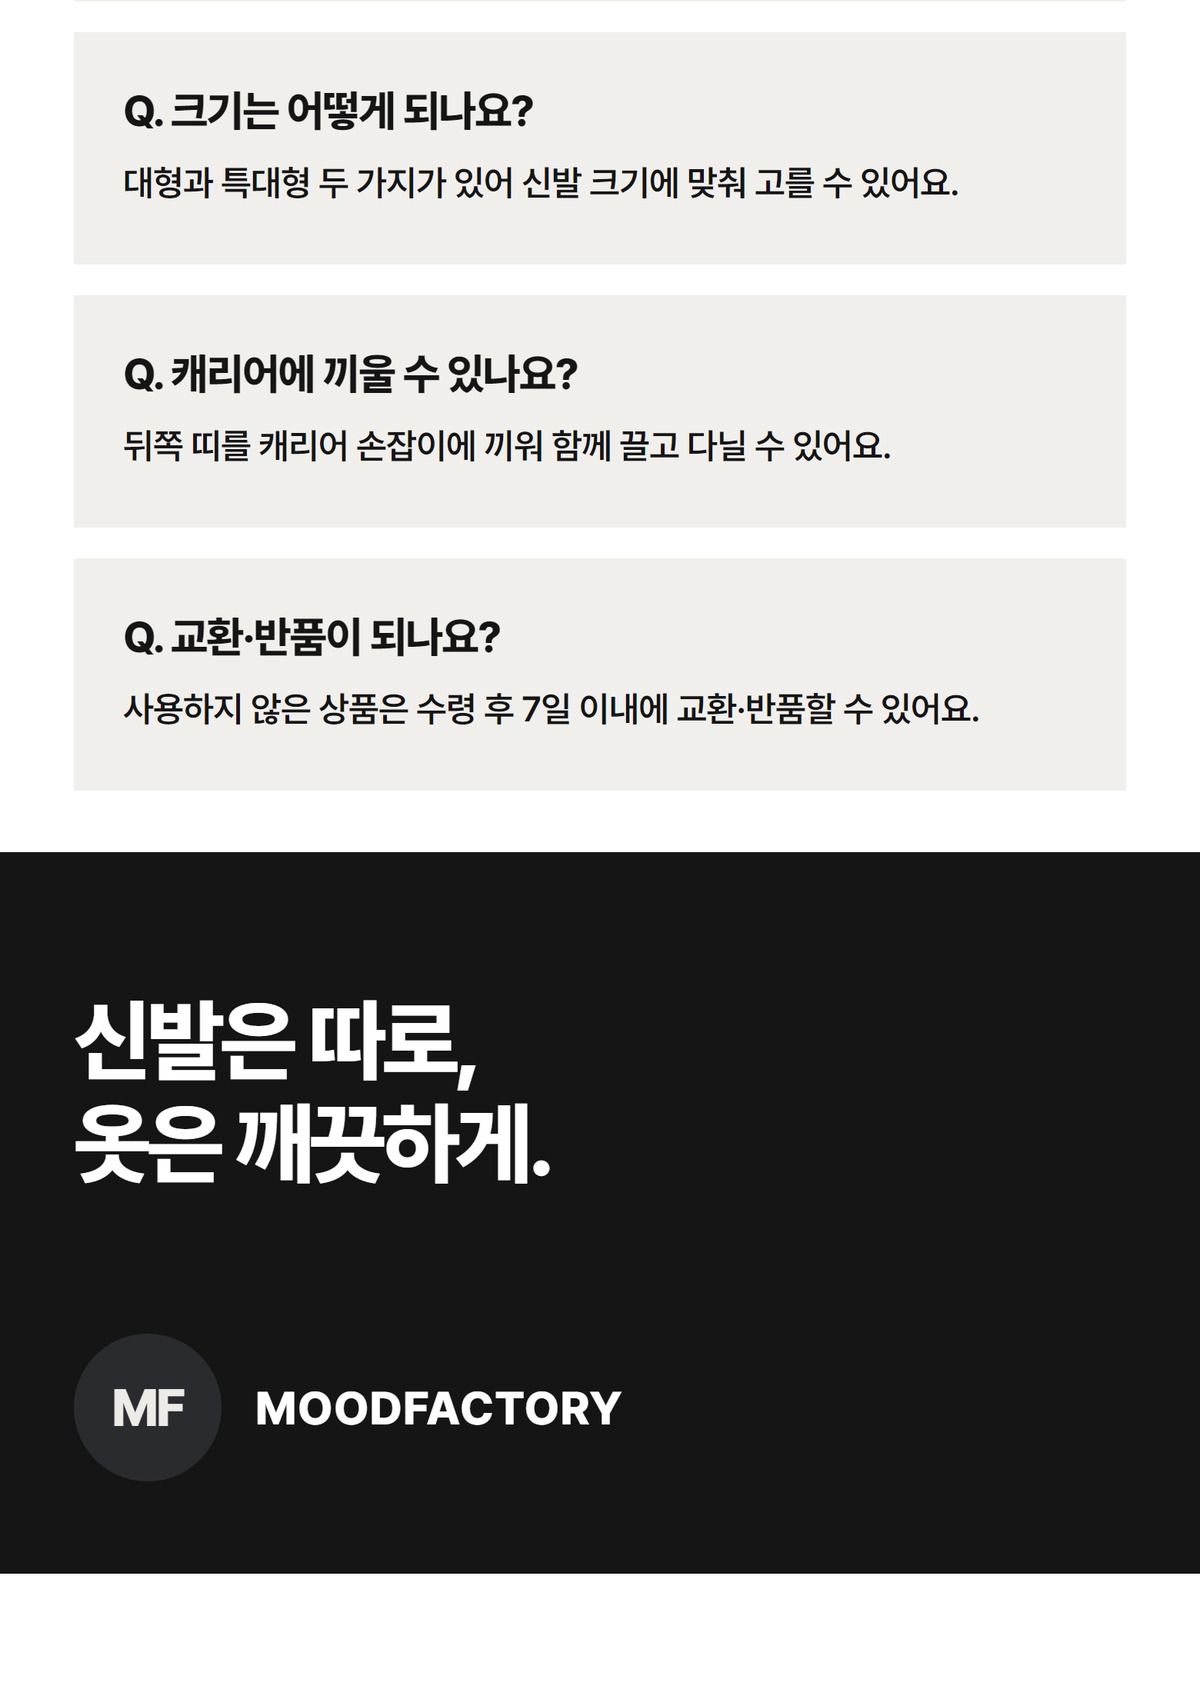 Q. 크기는 어떻게 되나요?
대형과 특대형 두 가지가 있어 신발 크기에 맞춰 고를 수 있어요.
Q. 캐리어에 끼울 수 있나요?
뒤쪽 띠를 캐리어 손잡이에 끼워 함께 끌고 다닐 수 있어요.
Q. 교환·반품이 되나요?
사용하지 않은 상품은 수령 후 7일 이내에 교환·반품할 수 있어요.
신발은 따로,
옷은 깨끗하게.
MF
MOODFACTORY